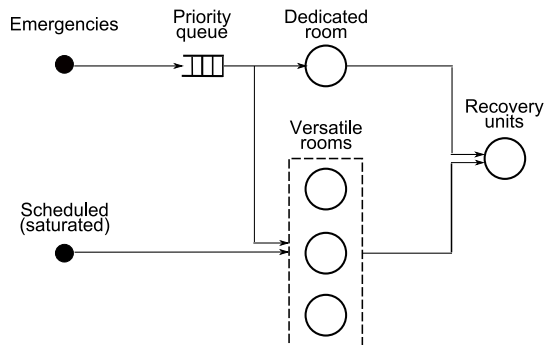 Emergencies
Priority
queue
Dedicated
room
Recovery
units
Versatile
rooms
Scheduled
(saturated)